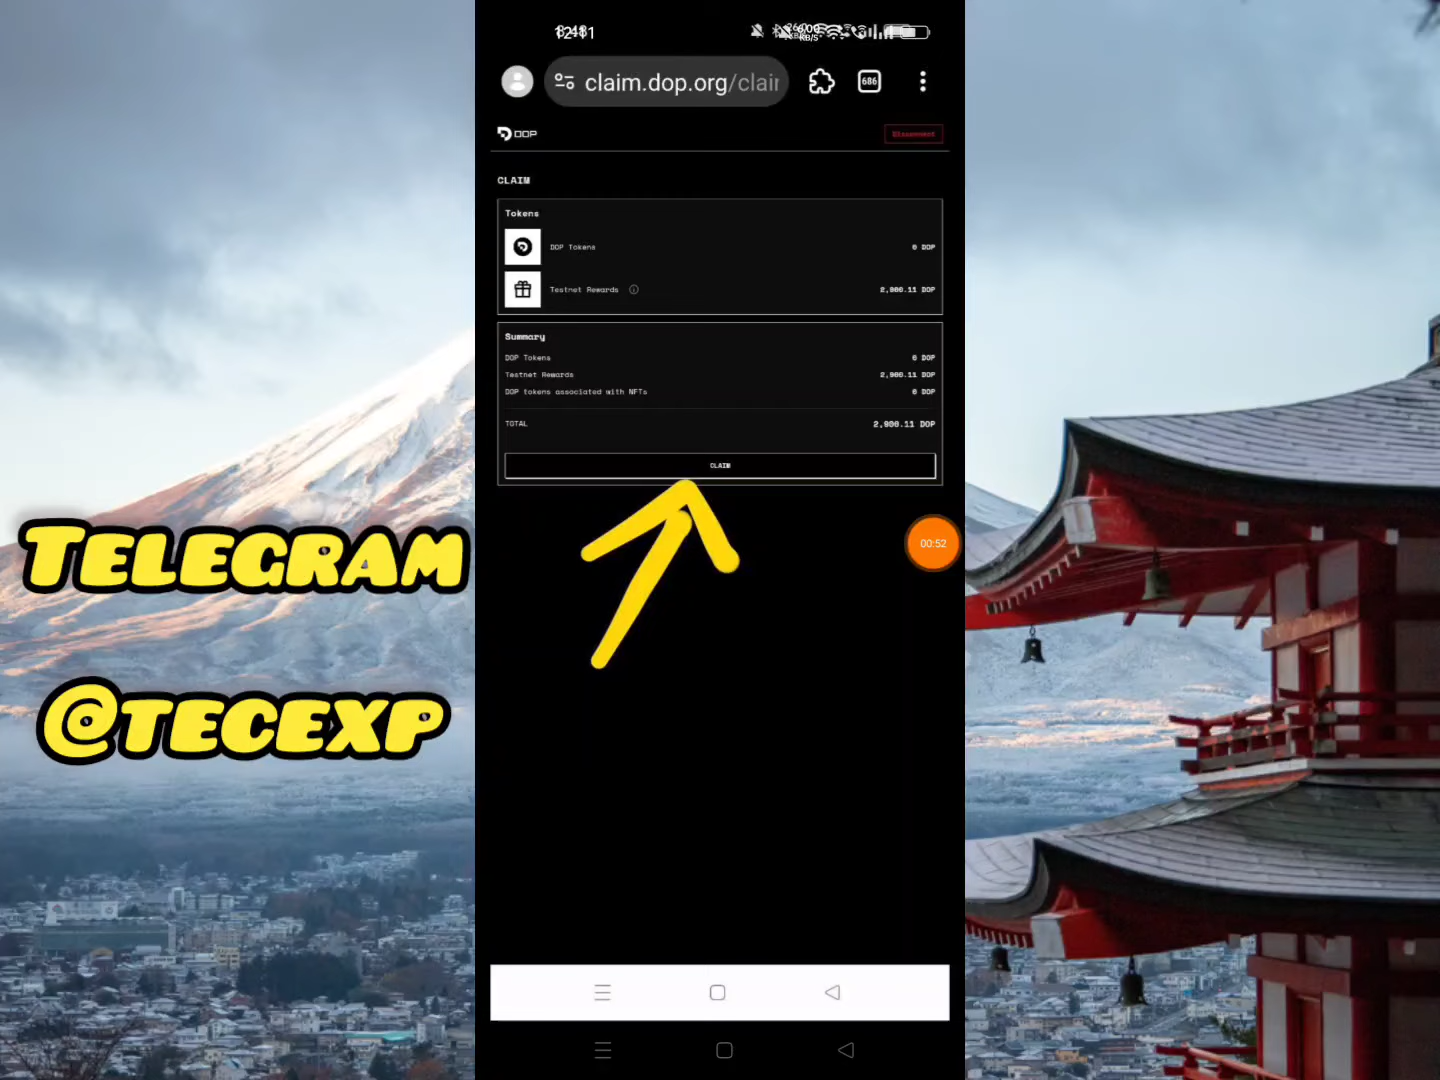 claim.dop.org/clair
686
DOP
Disconnect
CLAIM
Tokens
DOP Tokens
0 DOP
Testnet Rewards
2,900.11 DOP
Summary
DOP Tokens 0 DOP
Testnet Rewards 2,900.11 DOP
DOP tokens associated with NFTs 0 DOP
TOTAL 2,900.11 DOP
CLAIM
00:52
TELEGRAM
@TECEXP